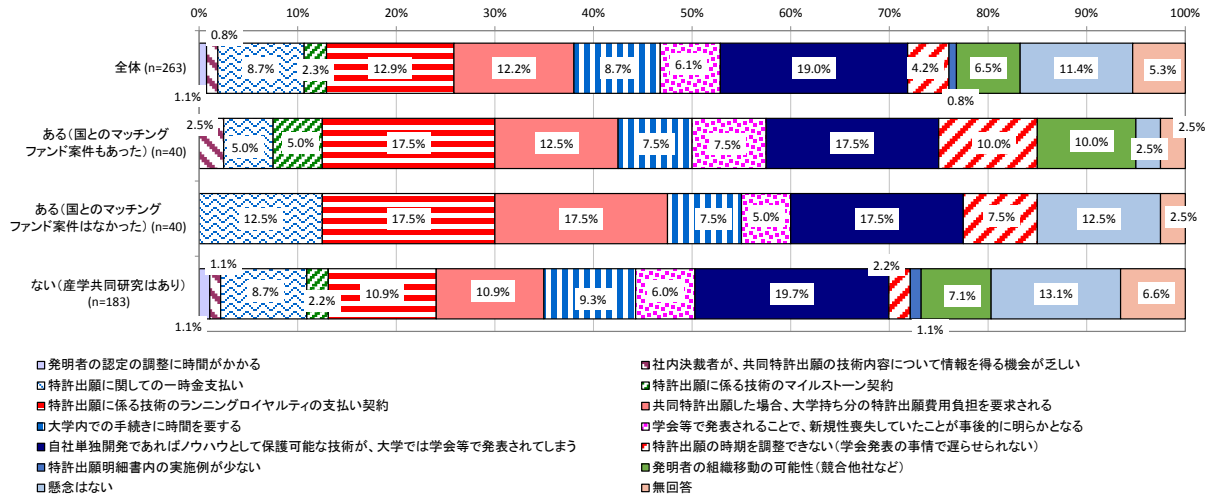 0% 10% 20% 30% 40% 50% 60% 70% 80% 90% 100%
0.8%
全体 (n=263) 8.7% 2.3% 12.9% 12.2% 8.7% 6.1% 19.0% 4.2% 6.5% 11.4% 5.3%
1.1% 0.8%
ある(国とのマッチング
ファンド案件もあった) (n=40)
2.5% 5.0% 5.0% 17.5% 12.5% 7.5% 7.5% 17.5% 10.0% 10.0% 2.5% 2.5%
ある(国とのマッチング
ファンド案件はなかった) (n=40)
12.5% 17.5% 17.5% 7.5% 5.0% 17.5% 7.5% 12.5% 2.5%
1.1% 2.2%
ない(産学共同研究はあり)
(n=183)
8.7% 2.2% 10.9% 10.9% 9.3% 6.0% 19.7% 7.1% 13.1% 6.6%
1.1% 1.1%
発明者の認定の調整に時間がかかる
社内決裁者が、共同特許出願の技術内容について情報を得る機会が乏しい
特許出願に関しての一時金支払い
特許出願に係る技術のマイルストーン契約
特許出願に係る技術のランニングロイヤルティの支払い契約
共同特許出願した場合、大学持ち分の特許出願費用負担を要求される
大学内での手続きに時間を要する
学会等で発表されることで、新規性喪失していたことが事後的に明らかとなる
自社単独開発であればノウハウとして保護可能な技術が、大学では学会等で発表されてしまう
特許出願の時期を調整できない(学会発表の事情で遅らせられない)
特許出願明細書内の実施例が少ない
発明者の組織移動の可能性(競合他社など)
懸念はない
無回答